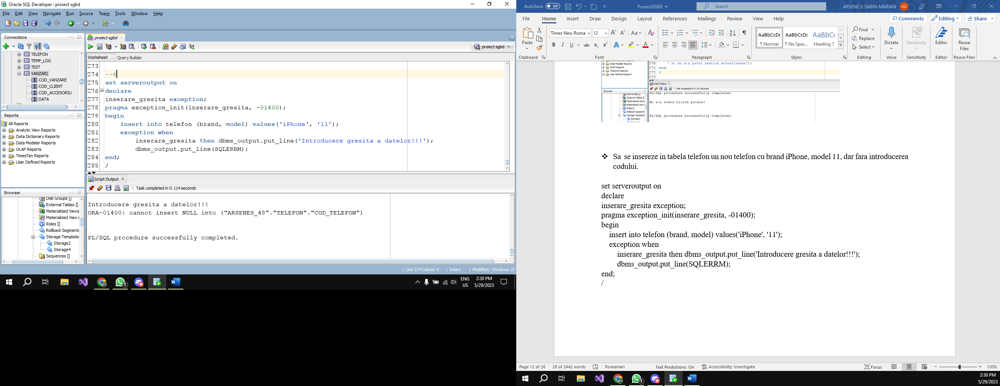 Oracle SQL Developer : proiect sgbd
File Edit View Navigate Run Source Team Tools Window Help
Connections
TELEFON
TEMP_LOG
TEST
VANZARI
COD_VANZARE
COD_CLIENT
COD_ACCESORIU
DATA
Reports
All Reports
Analytic View Reports
Data Dictionary Reports
Data Modeler Reports
OLAP Reports
TimesTen Reports
User Defined Reports
Browser
Disk Groups []
External Tables []
Materialized Views
Materialized View
Roles []
Rollback Segments
Storage Template
Storage2
Storage4
Sequences []
proiect sgbd
proiect sgbd
Worksheet Query Builder
273
274 --4
275 set serveroutput on
276 declare
277 inserare_gresita exception;
278 pragma exception_init(inserare_gresita, -01400);
279 begin
280 insert into telefon (brand, model) values('iPhone', '11');
281 exception when
282 inserare_gresita then dbms_output.put_line('Introducere gresita a datelor!!!');
283 dbms_output.put_line(SQLERRM);
284 end;
285 /
Script Output
Task completed in 0.114 seconds
Introducere gresita a datelor!!!
ORA-01400: cannot insert NULL into ("ARSENES_48"."TELEFON"."COD_TELEFON")
PL/SQL procedure successfully completed.
Line 274 Column 4 Insert Modified Windows: CF
ENG
US
2:30 PM
5/29/2023
AutoSave Off ProiectSGBD Search ARSENE G SABIN-MARIAN AG
File Home Insert Draw Design Layout References Mailings Review View Help Comments Editing Share
Paste
Clipboard
Times New Roma 12
Font
Paragraph
AaBbCcDc AaBbCcDc AaBbCc
¶ Normal ¶ No Spac... Heading 1
Styles
Find
Replace
Select
Editing
Dictate
Voice
Sensitivity
Sensitivity
Editor
Editor
Reuse
Files
Reuse Files
Data Modeler Reports
OLAP Reports
TimesTen Reports
User Defined Reports
270 ' si nu s-a putut realiza actualizarea');
271 end;
272 /
273
Script Output
Task completed in 0.147 seconds
Browser
Disk Groups []
External Tables []
Materialized Views
Materialized View
Roles []
Rollback Segment
Storage Template
Storage2
PL/SQL procedure successfully completed.
Nu s-a sters niciun produs!
PL/SQL procedure successfully completed.
❖ Sa se insereze in tabela telefon un nou telefon cu brand iPhone, model 11, dar fara introducerea
codului.
set serveroutput on
declare
inserare_gresita exception;
pragma exception_init(inserare_gresita, -01400);
begin
insert into telefon (brand, model) values('iPhone', '11');
exception when
inserare_gresita then dbms_output.put_line('Introducere gresita a datelor!!!');
dbms_output.put_line(SQLERRM);
end;
/
Page 12 of 26 28 of 2442 words Romanian Text Predictions: On Accessibility: Investigate Focus 130%
2:30 PM
5/29/2023